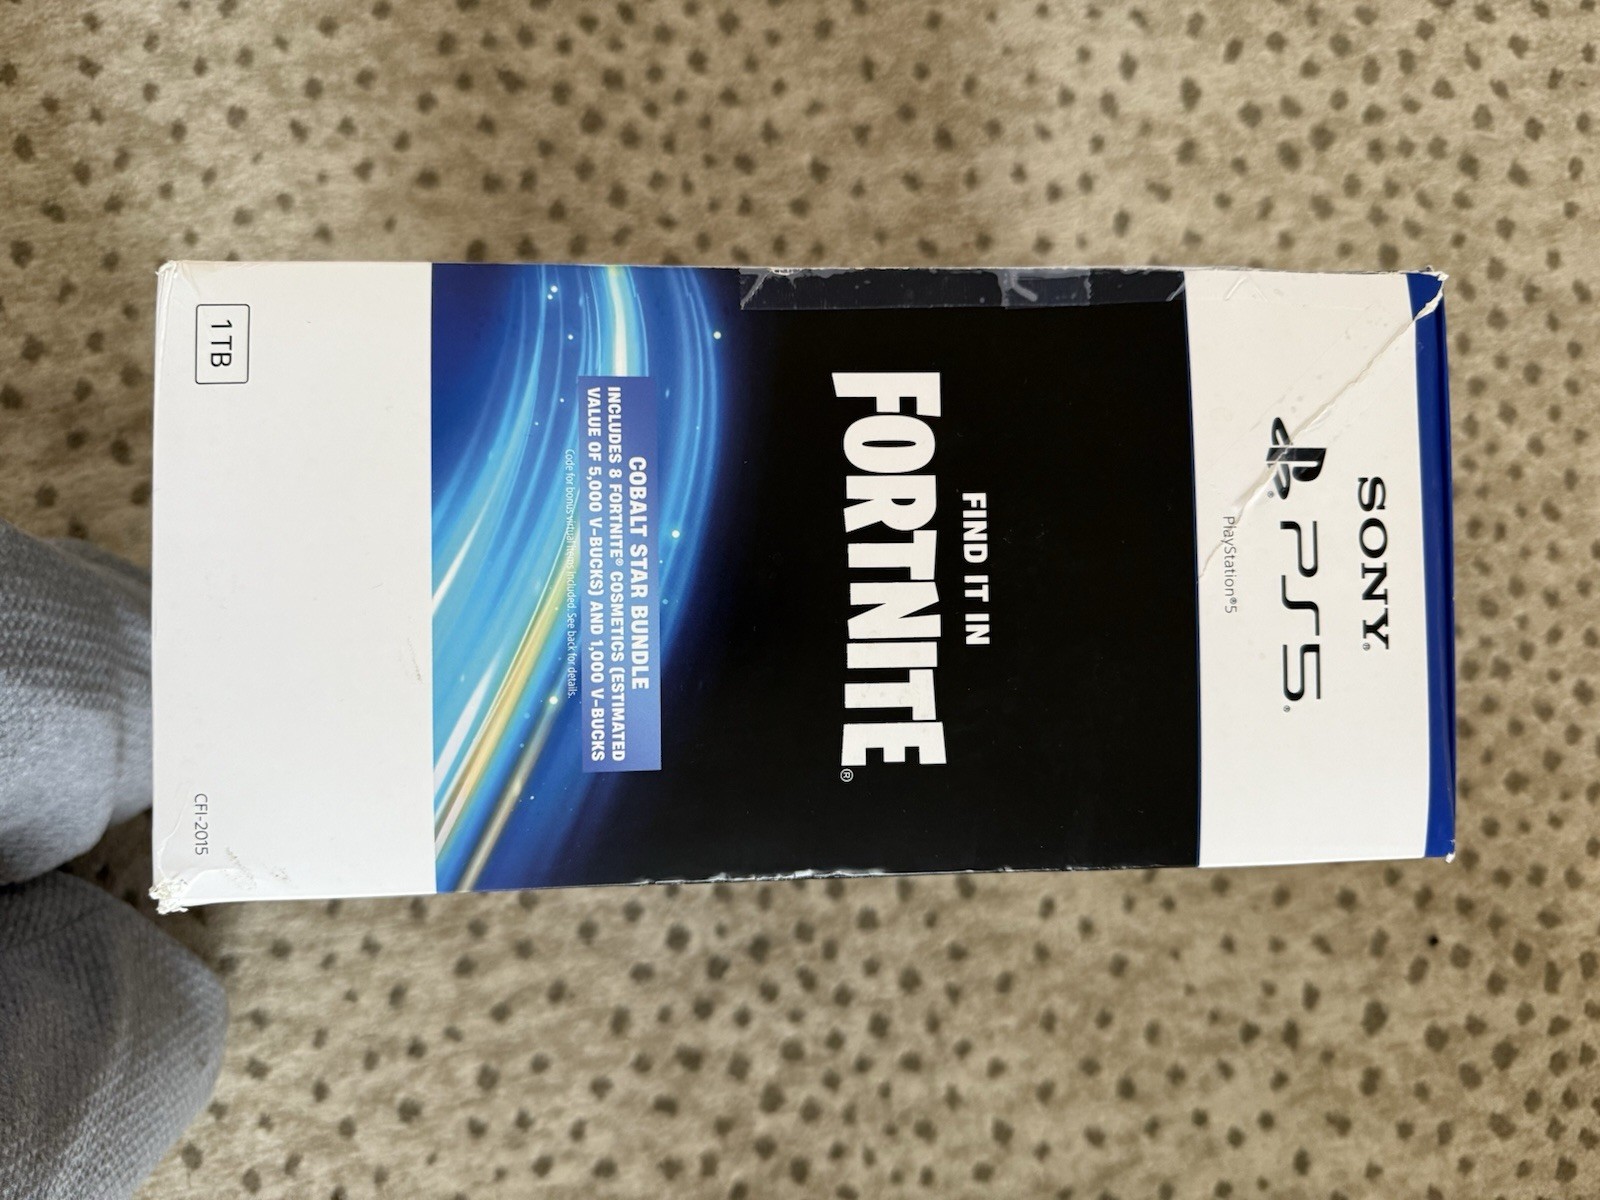 SONY®
PS5®
PlayStation®5
FIND IT IN
FORTNITE®
COBALT STAR BUNDLE
INCLUDES 8 FORTNITE® COSMETICS (ESTIMATED
VALUE OF 5,000 V-BUCKS) AND 1,000 V-BUCKS
Code for bonus virtual items included. See back for details.
1TB
CFI-2015